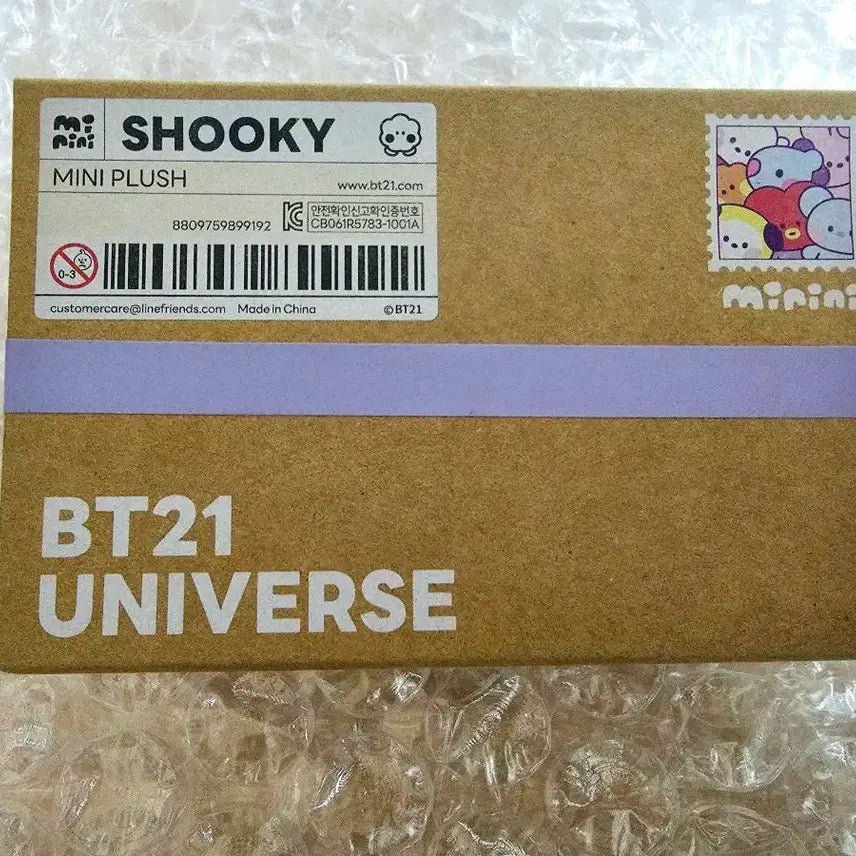 mi
nini
SHOOKY
MINI PLUSH
www.bt21.com
8809759899192
안전확인신고확인증번호
CB061R5783-1001A
0-3
customercare@linefriends.com Made in China ©BT21
minini
BT21
UNIVERSE